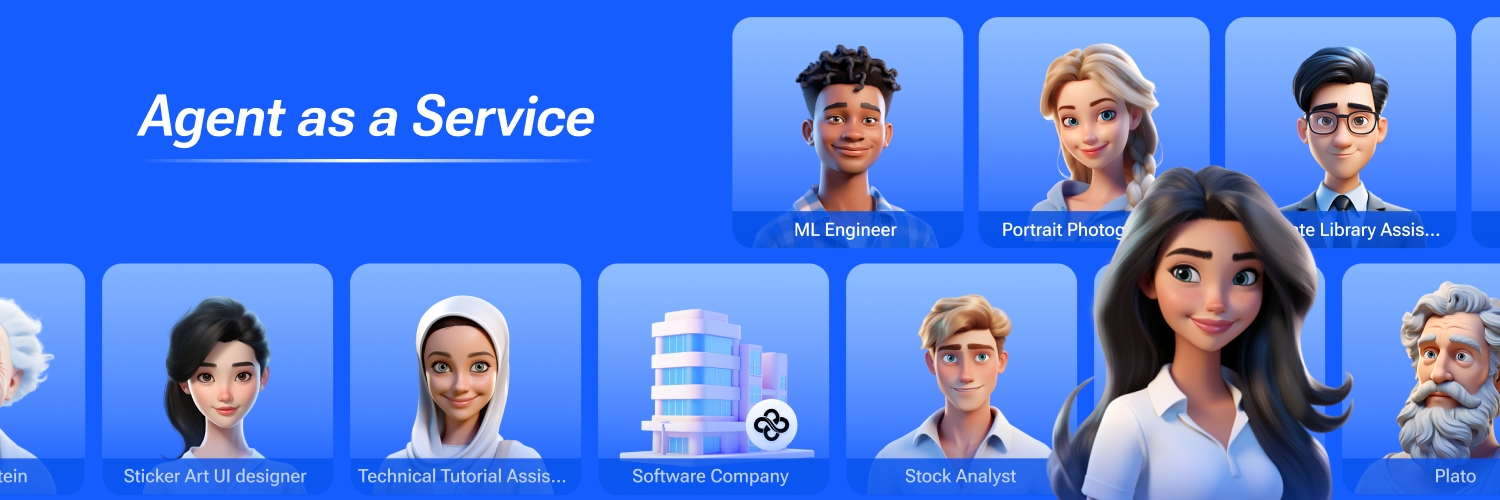 Agent as a Service
ML Engineer
Portrait Photog
ate Library Assis...
tein
Sticker Art UI designer
Technical Tutorial Assis...
Software Company
Stock Analyst
Plato